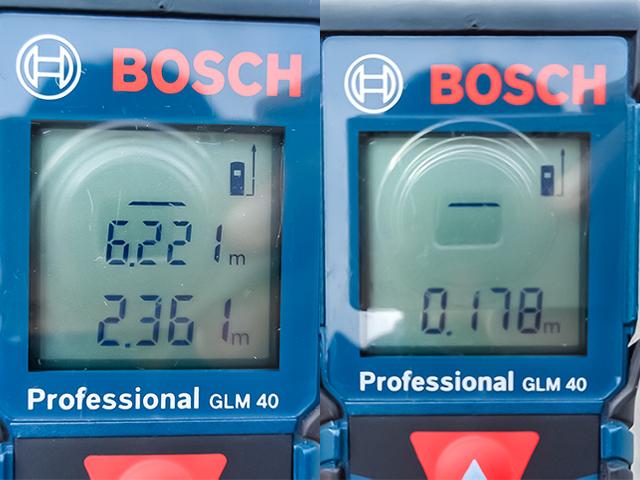 BOSCH
6.221 m
2.361 m
Professional GLM 40
BOSCH
0.178 m
Professional GLM 40